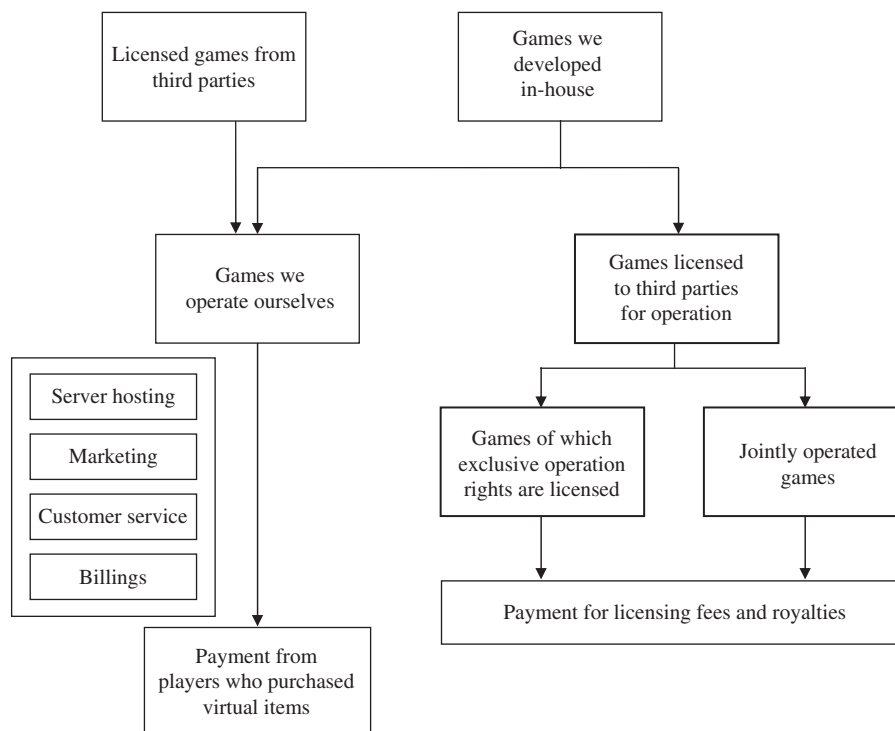 Licensed games from
third parties
Games we
developed
in-house
Games we
operate ourselves
Games licensed
to third parties
for operation
Server hosting
Marketing
Customer service
Billings
Games of which
exclusive operation
rights are licensed
Jointly operated
games
Payment for licensing fees and royalties
Payment from
players who purchased
virtual items